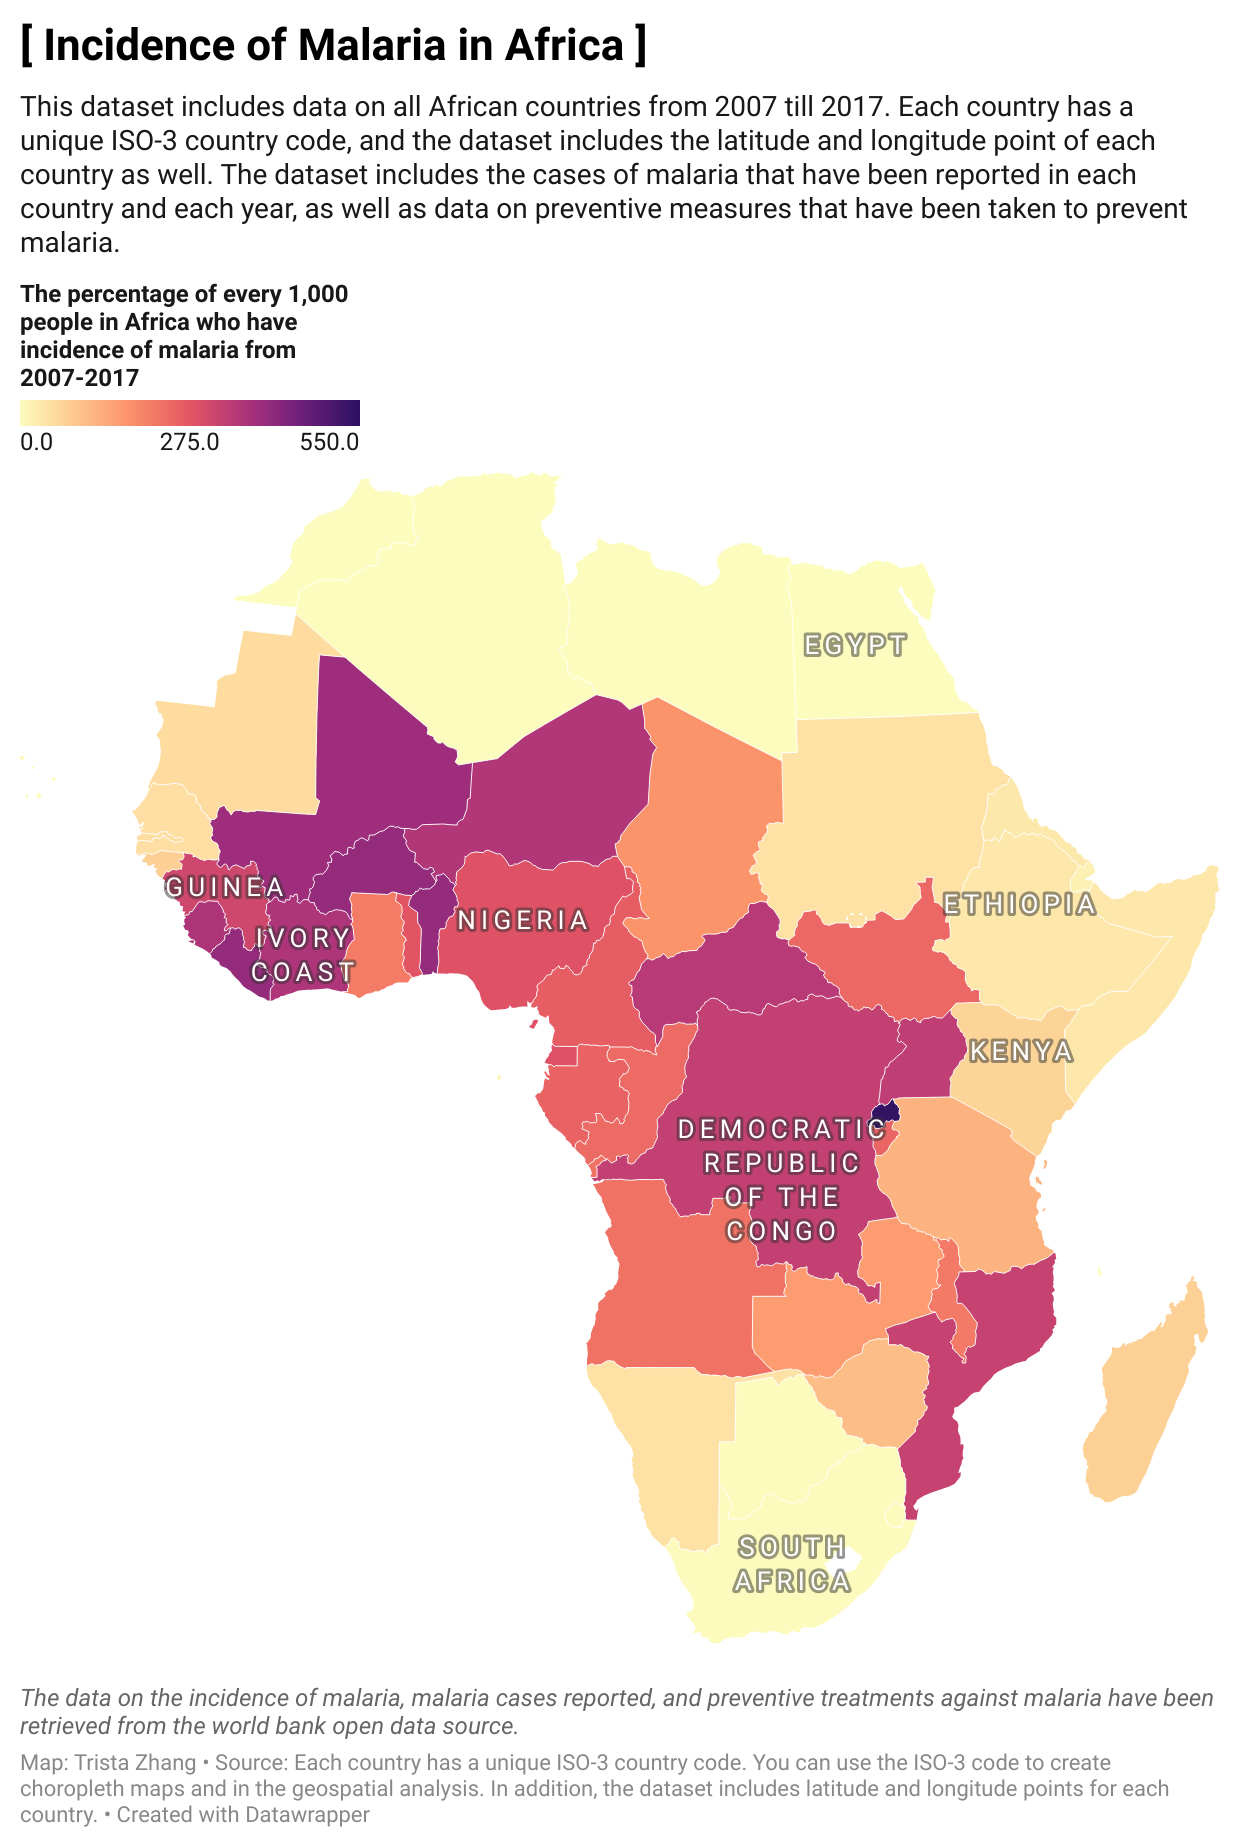 [ Incidence of Malaria in Africa ]
This dataset includes data on all African countries from 2007 till 2017. Each country has a
unique ISO-3 country code, and the dataset includes the latitude and longitude point of each
country as well. The dataset includes the cases of malaria that have been reported in each
country and each year, as well as data on preventive measures that have been taken to prevent
malaria.
The percentage of every 1,000
people in Africa who have
incidence of malaria from
2007-2017
0.0 275.0 550.0
EGYPT
GUINEA
ETHIOPIA
NIGERIA
IVORY
COAST
KENYA
DEMOCRATIC
REPUBLIC
OF THE
CONGO
SOUTH
AFRICA
The data on the incidence of malaria, malaria cases reported, and preventive treatments against malaria have been
retrieved from the world bank open data source.
Map: Trista Zhang • Source: Each country has a unique ISO-3 country code. You can use the ISO-3 code to create
choropleth maps and in the geospatial analysis. In addition, the dataset includes latitude and longitude points for each
country. • Created with Datawrapper